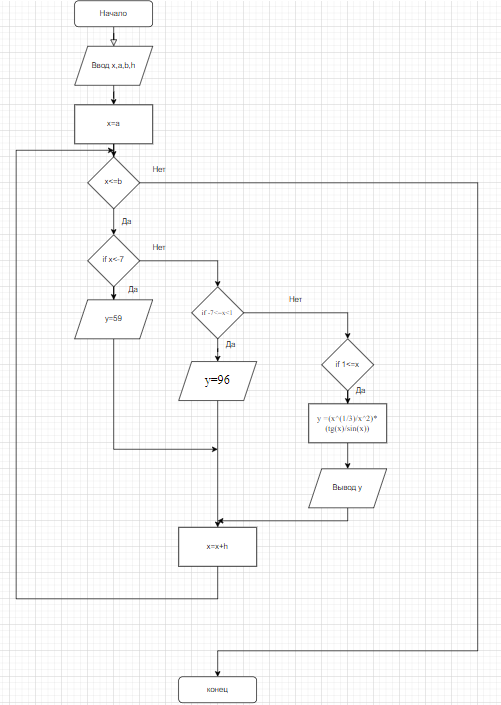 Начало
Ввод x,a,b,h
x=a
Нет
x<=b
Да
Нет
if x<-7
Да
Нет
y=59
if -7<=x<1
Да
if 1<=x
y=96
Да
y =(x^(1/3)/x^2)*
(tg(x)/sin(x))
Вывод y
x=x+h
конец